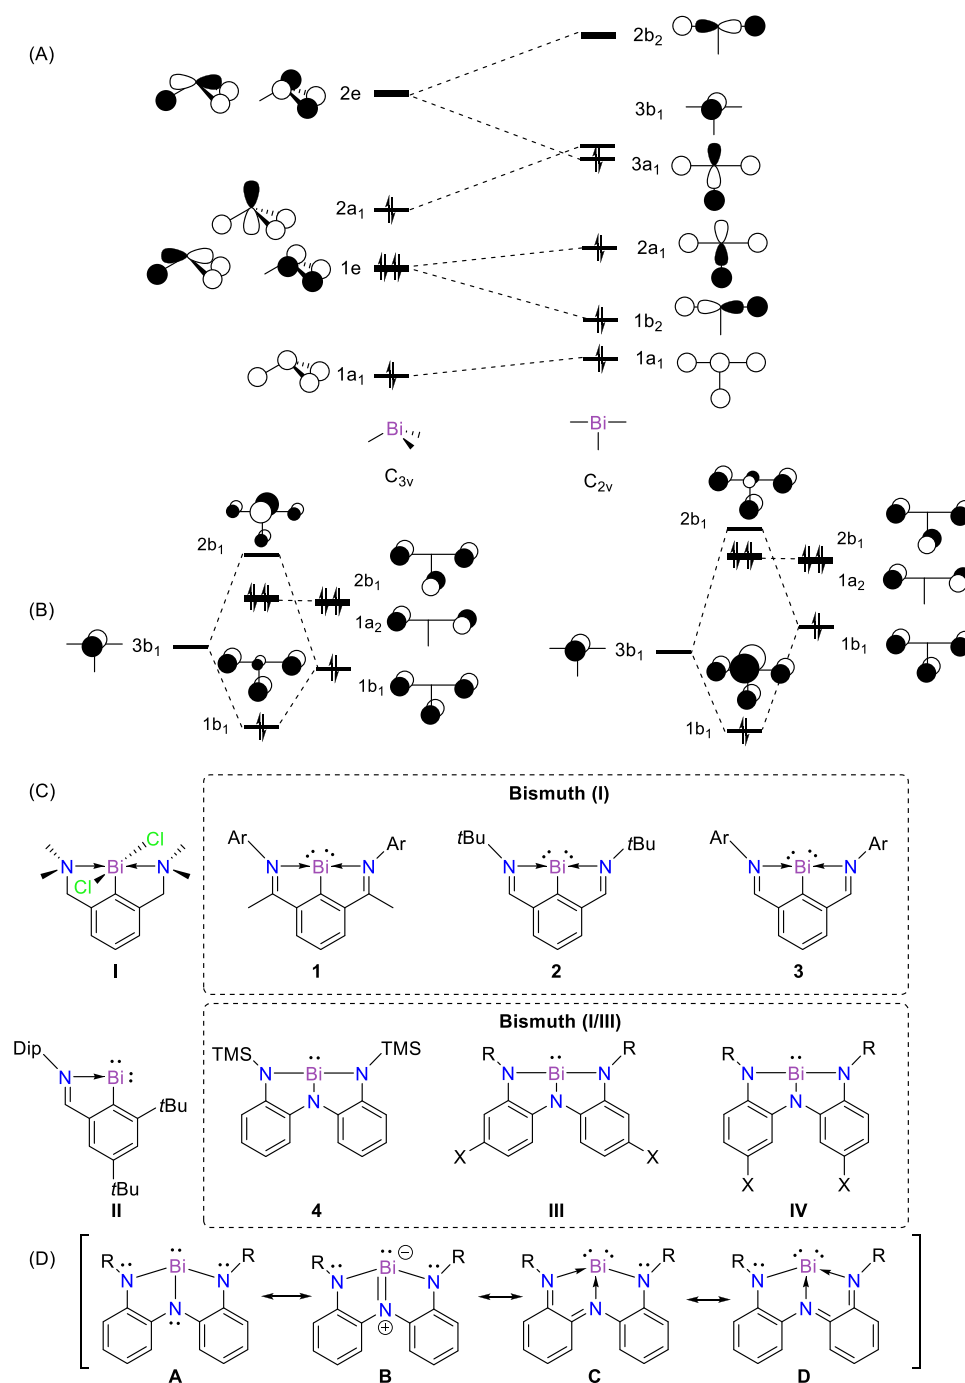 (A)
2b2
2e
3b1
3a1
2a1
2a1
1e
1b2
1a1
1a1
Bi
Bi
C3v
C2v
2b1
2b1
2b1
2b1
(B)
1a2
1a2
3b1
3b1
1b1
1b1
1b1
1b1
(C)
Bismuth (I)
Cl
N Bi N
Cl
I
Ar Ar
N Bi N
1
tBu tBu
N Bi N
2
Ar Ar
N Bi N
3
Bismuth (I/III)
Dip
N Bi
tBu
tBu
II
TMS TMS
N Bi N
N
4
R R
N Bi N
N
X X
III
R R
N Bi N
N
X X
IV
(D)
R R
N Bi N
N
A
R R
N Bi − N
N
+
B
R R
N Bi N
N
C
R R
N Bi N
N
D